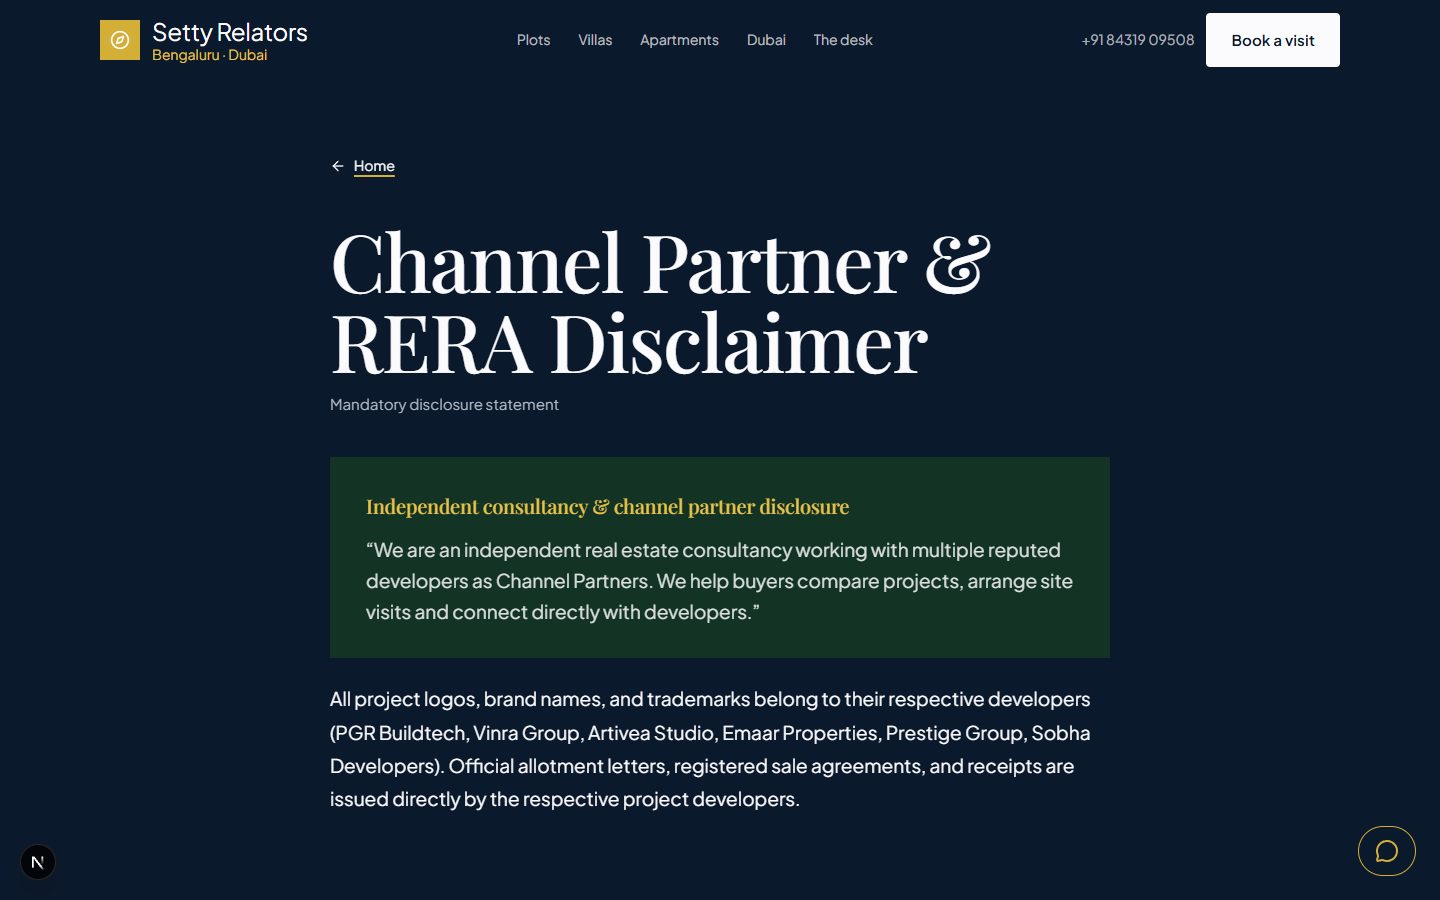 Setty Relators
Bengaluru · Dubai
Plots
Villas
Apartments
Dubai
The desk
+91 84319 09508
Book a visit
← Home
Channel Partner &
RERA Disclaimer
Mandatory disclosure statement
Independent consultancy & channel partner disclosure
“We are an independent real estate consultancy working with multiple reputed
developers as Channel Partners. We help buyers compare projects, arrange site
visits and connect directly with developers.”
All project logos, brand names, and trademarks belong to their respective developers
(PGR Buildtech, Vinra Group, Artivea Studio, Emaar Properties, Prestige Group, Sobha
Developers). Official allotment letters, registered sale agreements, and receipts are
issued directly by the respective project developers.
N